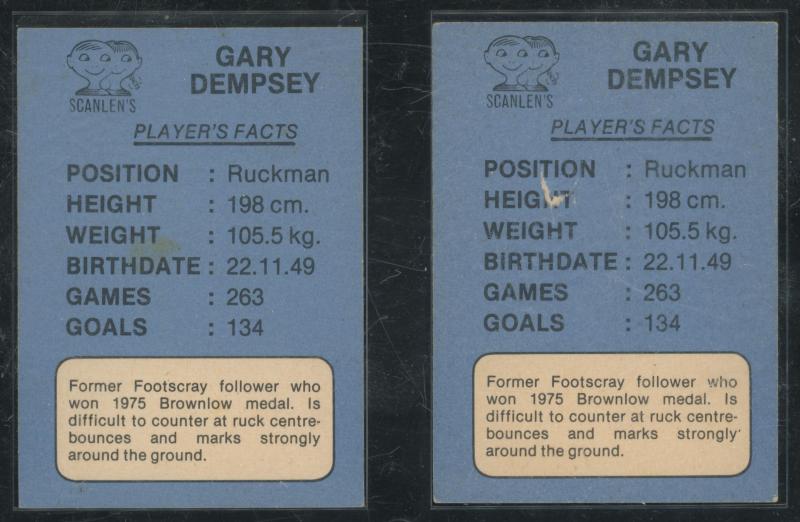 GARY
DEMPSEY
SCANLEN'S
PLAYER'S FACTS
POSITION : Ruckman
HEIGHT : 198 cm.
WEIGHT : 105.5 kg.
BIRTHDATE : 22.11.49
GAMES : 263
GOALS : 134
Former Footscray follower who
won 1975 Brownlow medal. Is
difficult to counter at ruck centre-
bounces and marks strongly
around the ground.
GARY
DEMPSEY
SCANLEN'S
PLAYER'S FACTS
POSITION : Ruckman
HEIGHT : 198 cm.
WEIGHT : 105.5 kg.
BIRTHDATE : 22.11.49
GAMES : 263
GOALS : 134
Former Footscray follower who
won 1975 Brownlow medal. Is
difficult to counter at ruck centre-
bounces and marks strongly
around the ground.